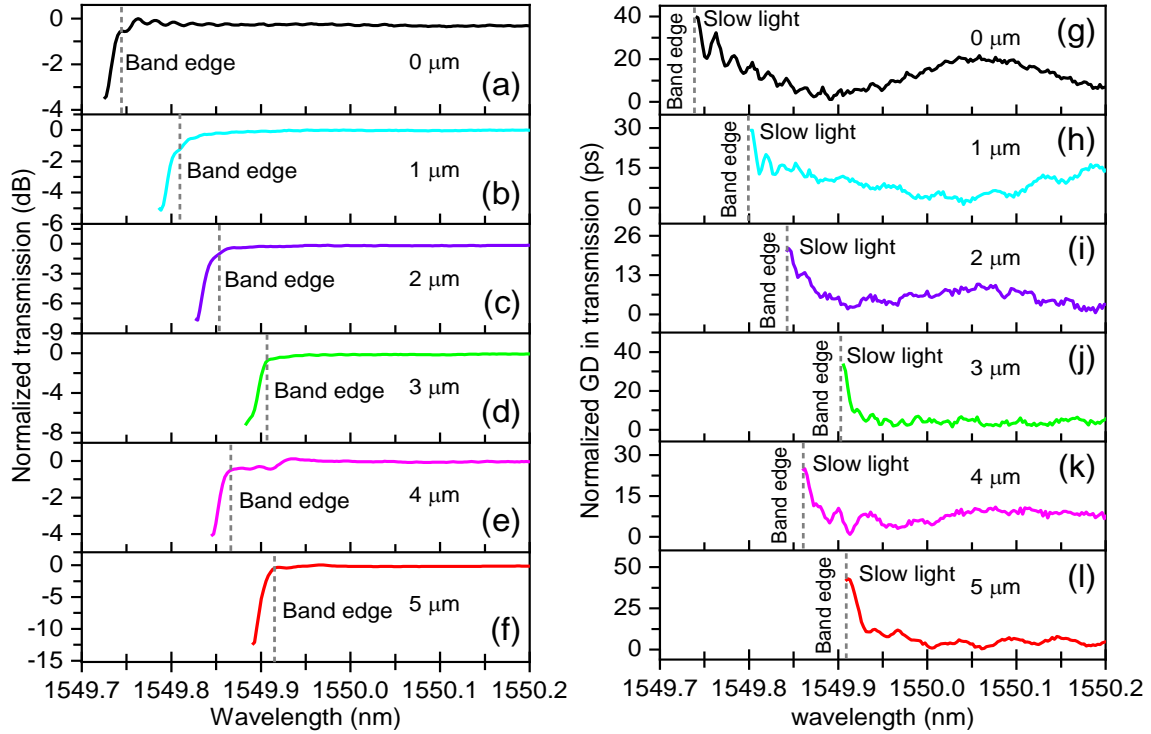 Normalized transmission (dB)
0
-2
-4
Band edge
0 μm
(a)
0
-2
-4
-6
Band edge
1 μm
(b)
0
-3
-6
-9
Band edge
2 μm
(c)
0
-4
-8
Band edge
3 μm
(d)
0
-2
-4
Band edge
4 μm
(e)
0
-5
-10
-15
Band edge
5 μm
(f)
1549.7 1549.8 1549.9 1550.0 1550.1 1550.2
Wavelength (nm)
Normalized GD in transmission (ps)
40
20
0
Band edge
Slow light
0 μm
(g)
30
15
0
Band edge
Slow light
1 μm
(h)
26
13
0
Band edge
Slow light
2 μm
(i)
40
20
0
Band edge
Slow light
3 μm
(j)
30
15
0
Band edge
Slow light
4 μm
(k)
50
25
0
Band edge
Slow light
5 μm
(l)
1549.7 1549.8 1549.9 1550.0 1550.1 1550.2
wavelength (nm)